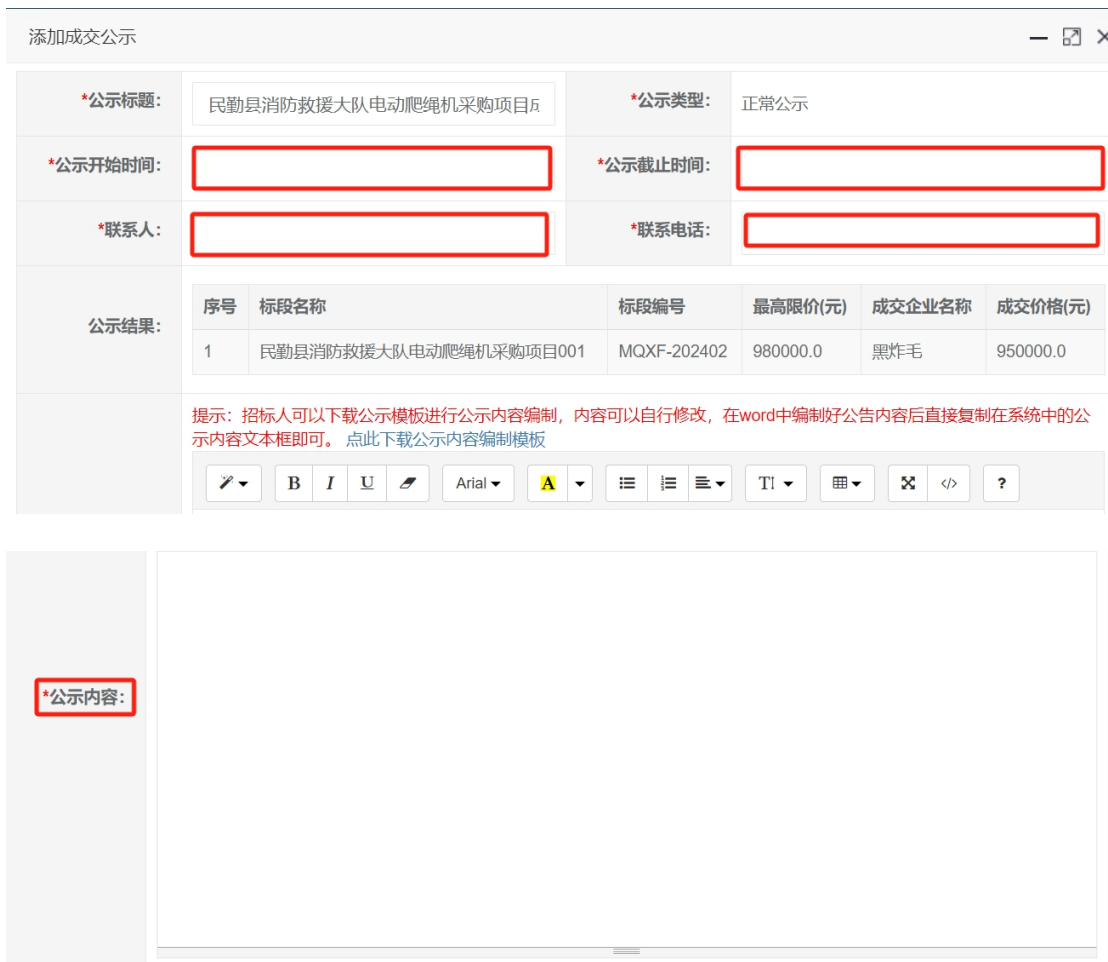 添加成交公示
*公示标题： 民勤县消防救援大队电动爬绳机采购项目成 *公示类型： 正常公示
*公示开始时间： *公示截止时间：
*联系人： *联系电话：
公示结果：
序号 标段名称 标段编号 最高限价(元) 成交企业名称 成交价格(元)
1 民勤县消防救援大队电动爬绳机采购项目001 MQXF-202402 980000.0 黑炸毛 950000.0
提示：招标人可以下载公示模板进行公示内容编制，内容可以自行修改，在word中编制好公告内容后直接复制在系统中的公
示内容文本框即可。 点此下载公示内容编制模板
B I U Arial A TI </> ?
*公示内容：